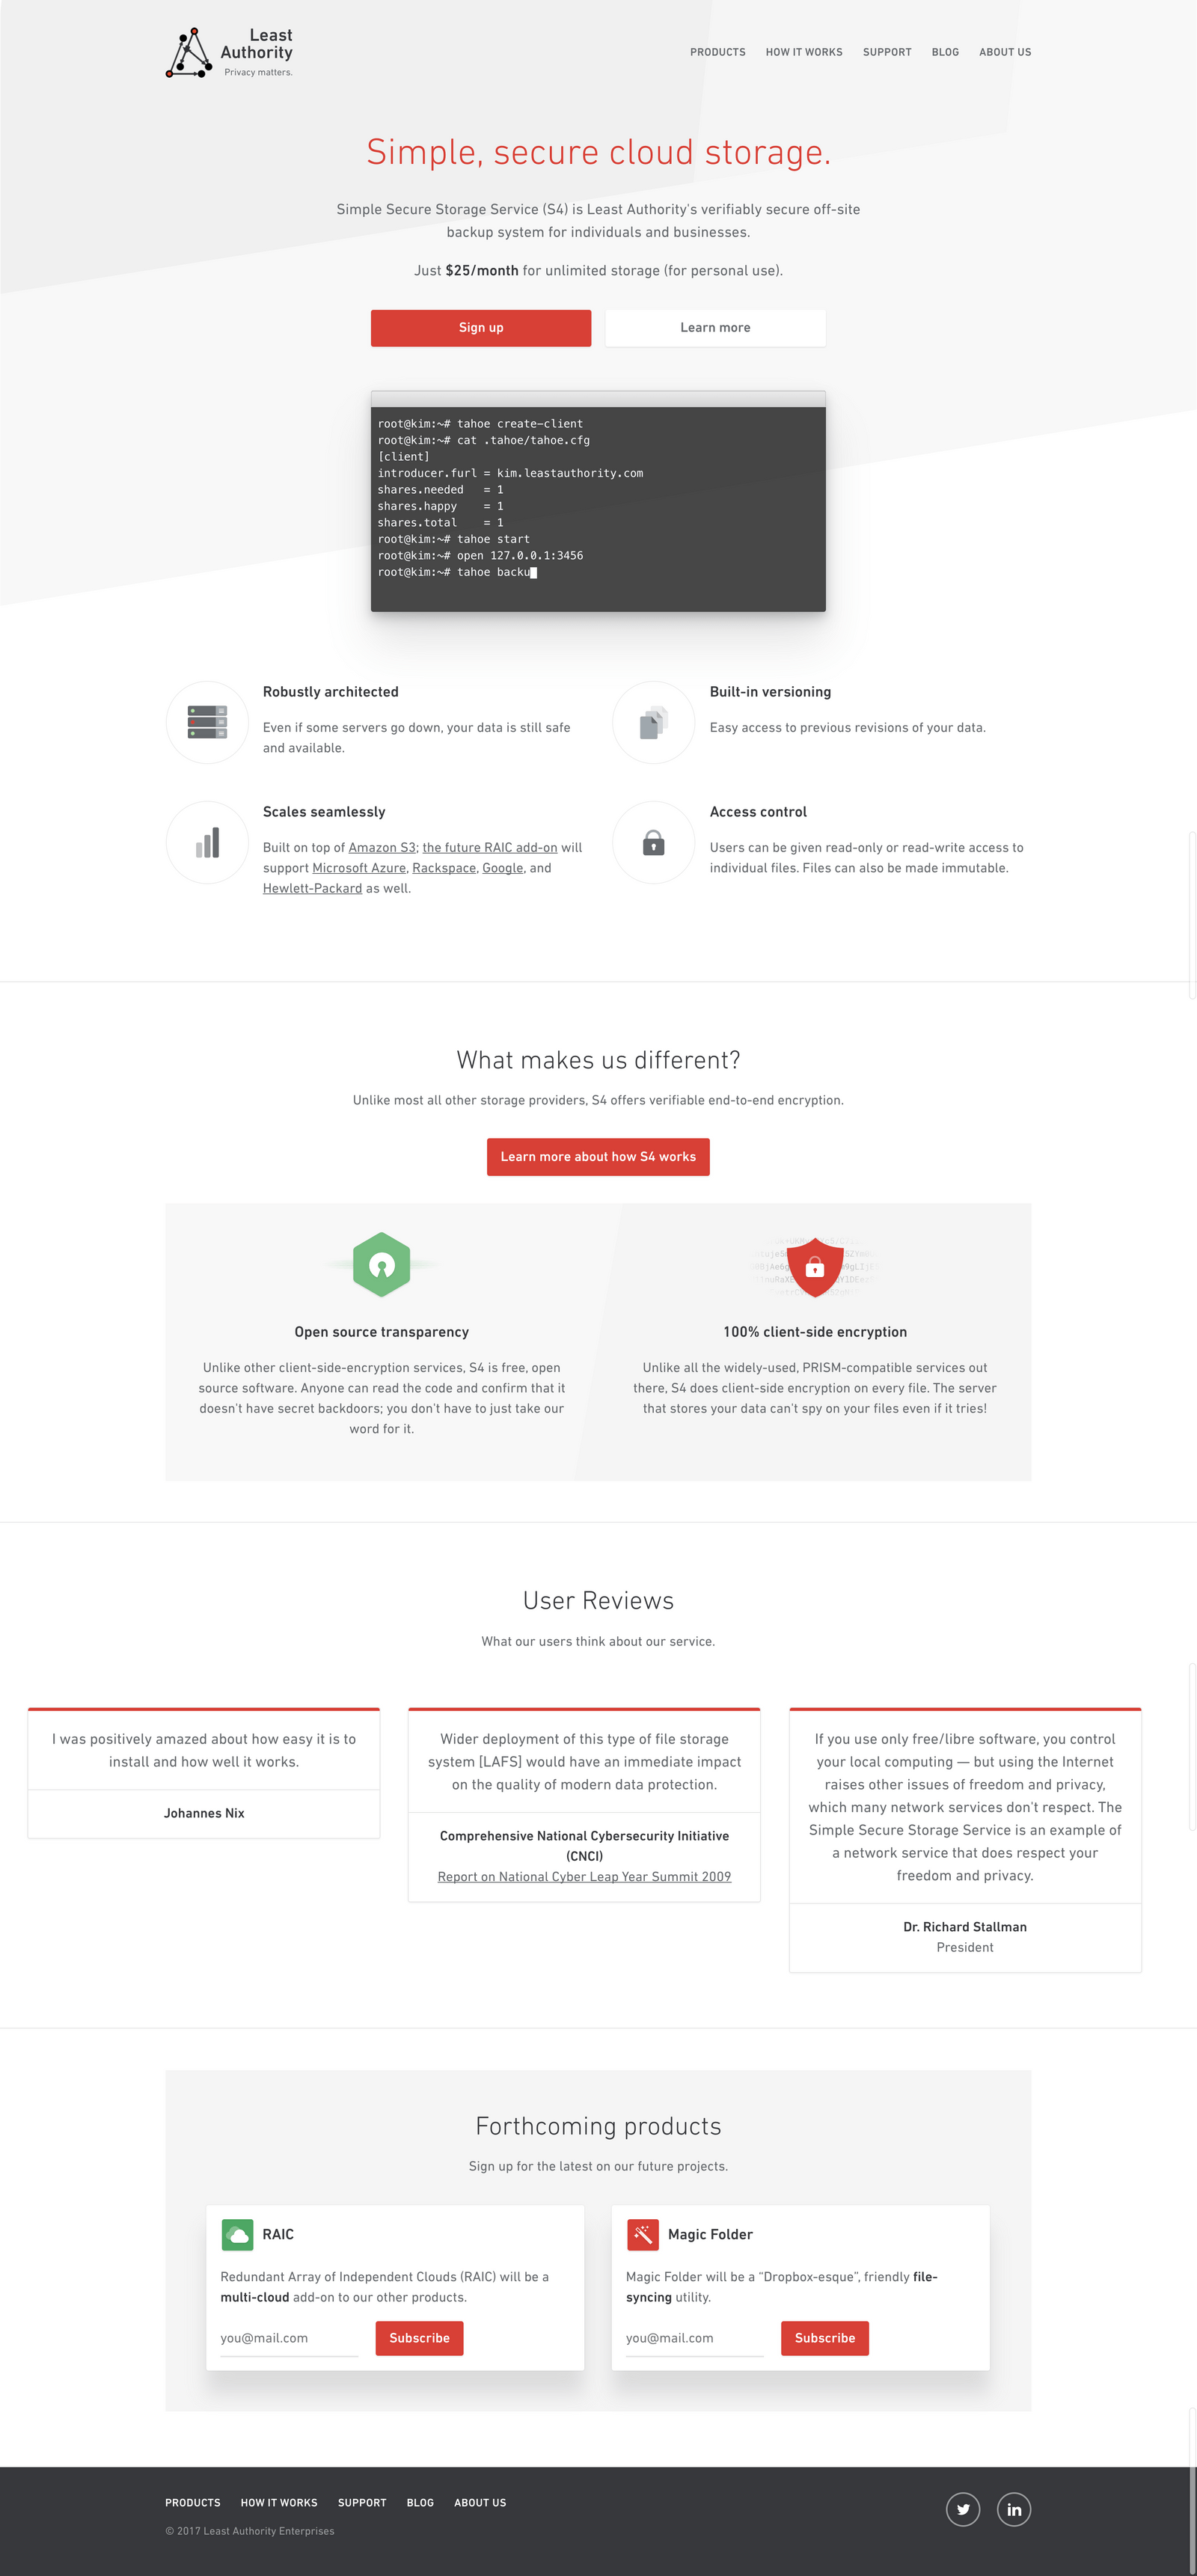 Least
Authority
Privacy matters.
PRODUCTS HOW IT WORKS SUPPORT BLOG ABOUT US
Simple, secure cloud storage.
Simple Secure Storage Service (S4) is Least Authority's verifiably secure off-site
backup system for individuals and businesses.
Just $25/month for unlimited storage (for personal use).
Sign up
Learn more
root@kim:~# tahoe create-client
root@kim:~# cat .tahoe/tahoe.cfg
[client]
introducer.furl = kim.leastauthority.com
shares.needed = 1
shares.happy = 1
shares.total = 1
root@kim:~# tahoe start
root@kim:~# open 127.0.0.1:3456
root@kim:~# tahoe backu
Robustly architected
Even if some servers go down, your data is still safe
and available.
Built-in versioning
Easy access to previous revisions of your data.
Scales seamlessly
Built on top of Amazon S3; the future RAIC add-on will
support Microsoft Azure, Rackspace, Google, and
Hewlett-Packard as well.
Access control
Users can be given read-only or read-write access to
individual files. Files can also be made immutable.
What makes us different?
Unlike most all other storage providers, S4 offers verifiable end-to-end encryption.
Learn more about how S4 works
Open source transparency
Unlike other client-side-encryption services, S4 is free, open
source software. Anyone can read the code and confirm that it
doesn't have secret backdoors; you don't have to just take our
word for it.
100% client-side encryption
Unlike all the widely-used, PRISM-compatible services out
there, S4 does client-side encryption on every file. The server
that stores your data can't spy on your files even if it tries!
User Reviews
What our users think about our service.
I was positively amazed about how easy it is to
install and how well it works.
Johannes Nix
Wider deployment of this type of file storage
system [LAFS] would have an immediate impact
on the quality of modern data protection.
Comprehensive National Cybersecurity Initiative
(CNCI)
Report on National Cyber Leap Year Summit 2009
If you use only free/libre software, you control
your local computing — but using the Internet
raises other issues of freedom and privacy,
which many network services don't respect. The
Simple Secure Storage Service is an example of
a network service that does respect your
freedom and privacy.
Dr. Richard Stallman
President
Forthcoming products
Sign up for the latest on our future projects.
RAIC
Redundant Array of Independent Clouds (RAIC) will be a
multi-cloud add-on to our other products.
you@mail.com
Subscribe
Magic Folder
Magic Folder will be a “Dropbox-esque”, friendly file-
syncing utility.
you@mail.com
Subscribe
PRODUCTS HOW IT WORKS SUPPORT BLOG ABOUT US
© 2017 Least Authority Enterprises
in